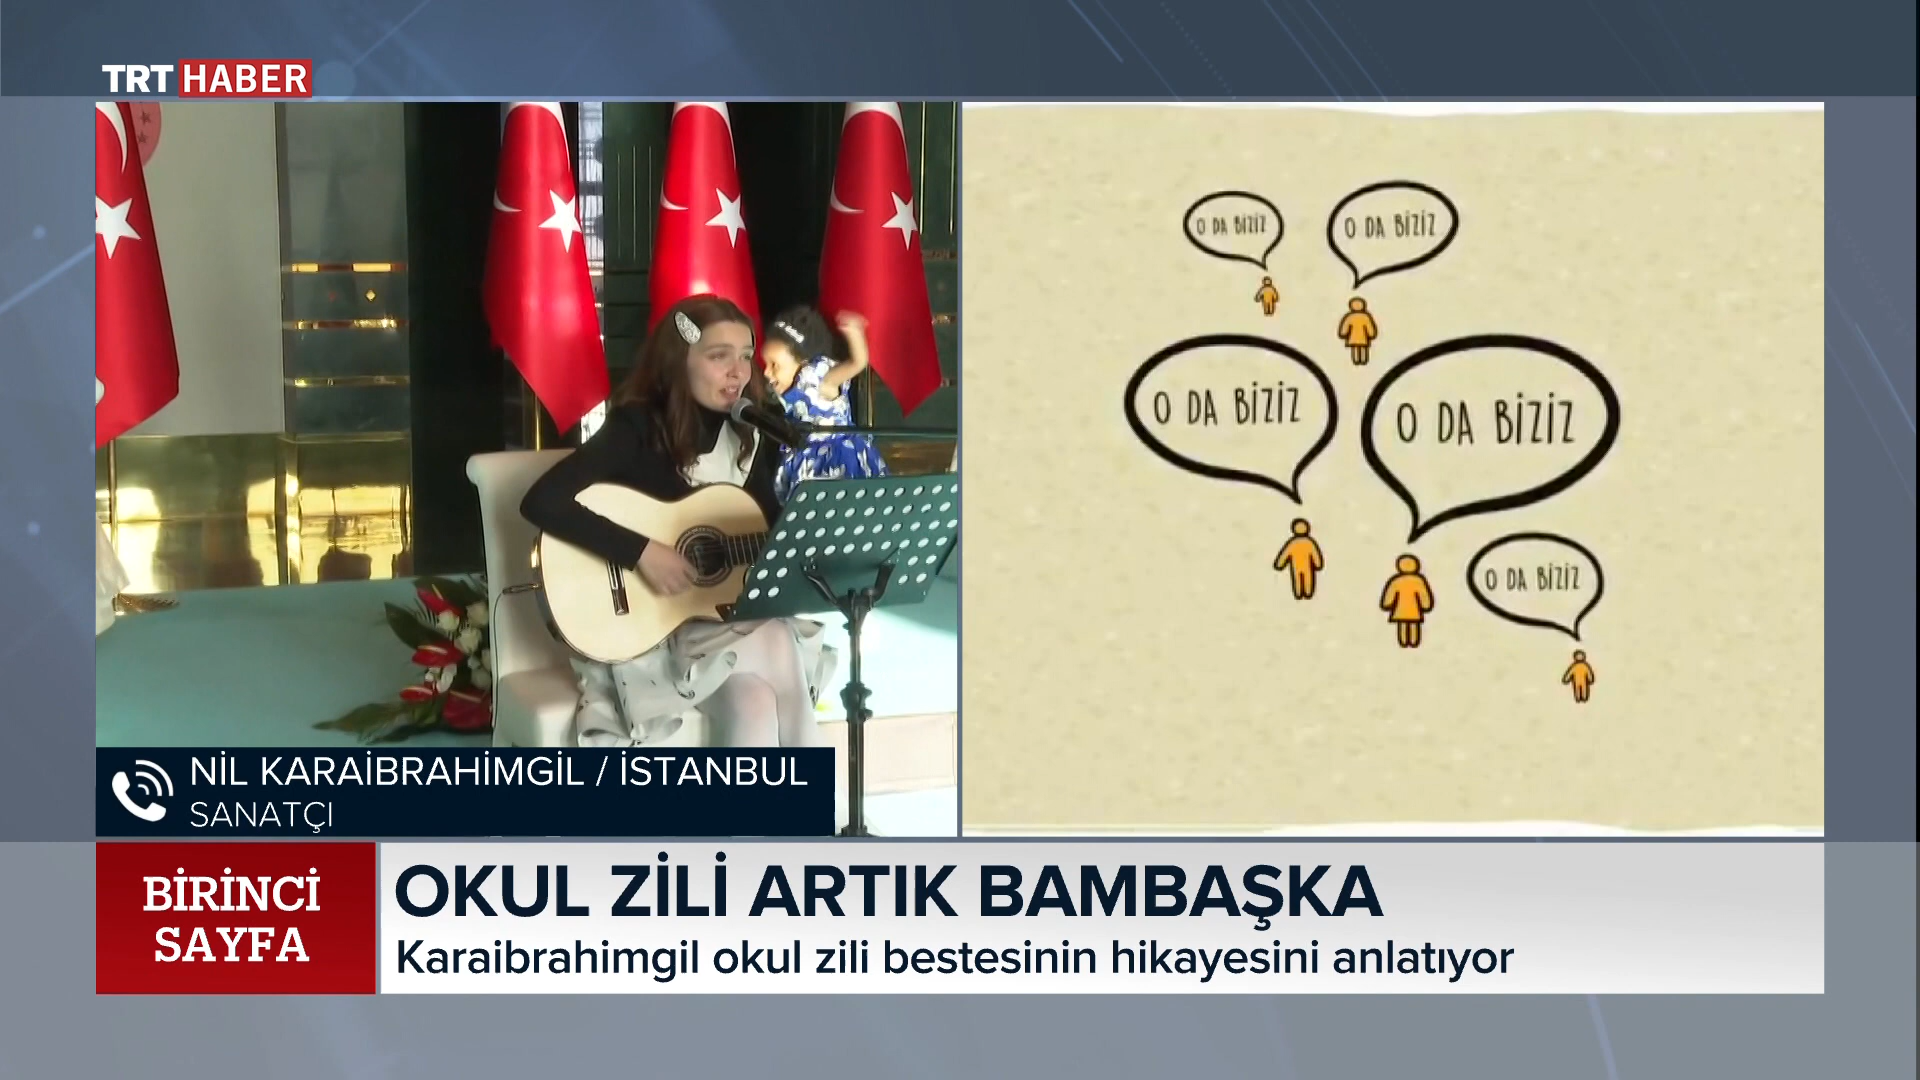 TRT HABER
O DA BİZİZ
O DA BİZİZ
O DA BİZİZ
O DA BİZİZ
O DA BİZİZ
NİL KARAİBRAHİMGİL / İSTANBUL
SANATÇI
BİRİNCİ
SAYFA
OKUL ZİLİ ARTIK BAMBAŞKA
Karaibrahimgil okul zili bestesinin hikayesini anlatıyor